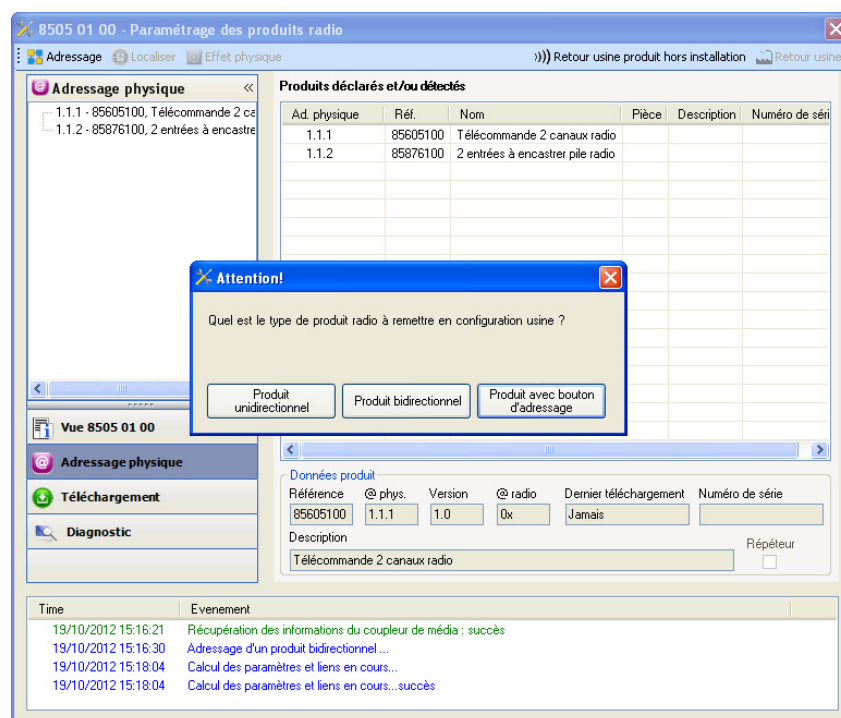 8505 01 00 - Paramétrage des produits radio
Adressage Localiser Effet physique ))) Retour usine produit hors installation Retour usine
Adressage physique «
1.1.1 - 85605100, Télécommande 2 ca
1.1.2 - 85876100, 2 entrées à encastre
Produits déclarés et/ou détectés
Ad. physique Réf. Nom Pièce Description Numéro de séri
1.1.1 85605100 Télécommande 2 canaux radio
1.1.2 85876100 2 entrées à encastrer pile radio
Attention!
Quel est le type de produit radio à remettre en configuration usine ?
Produit
unidirectionnel
Produit bidirectionnel
Produit avec bouton
d'adressage
Vue 8505 01 00
Adressage physique
Téléchargement
Diagnostic
Données produit
Référence @ phys. Version @ radio Dernier téléchargement Numéro de série
85605100 1.1.1 1.0 0x Jamais
Description
Télécommande 2 canaux radio
Répéteur
Time Evenement
19/10/2012 15:16:21 Récupération des informations du coupleur de média : succès
19/10/2012 15:16:30 Adressage d'un produit bidirectionnel ...
19/10/2012 15:18:04 Calcul des paramètres et liens en cours...
19/10/2012 15:18:04 Calcul des paramètres et liens en cours...succès